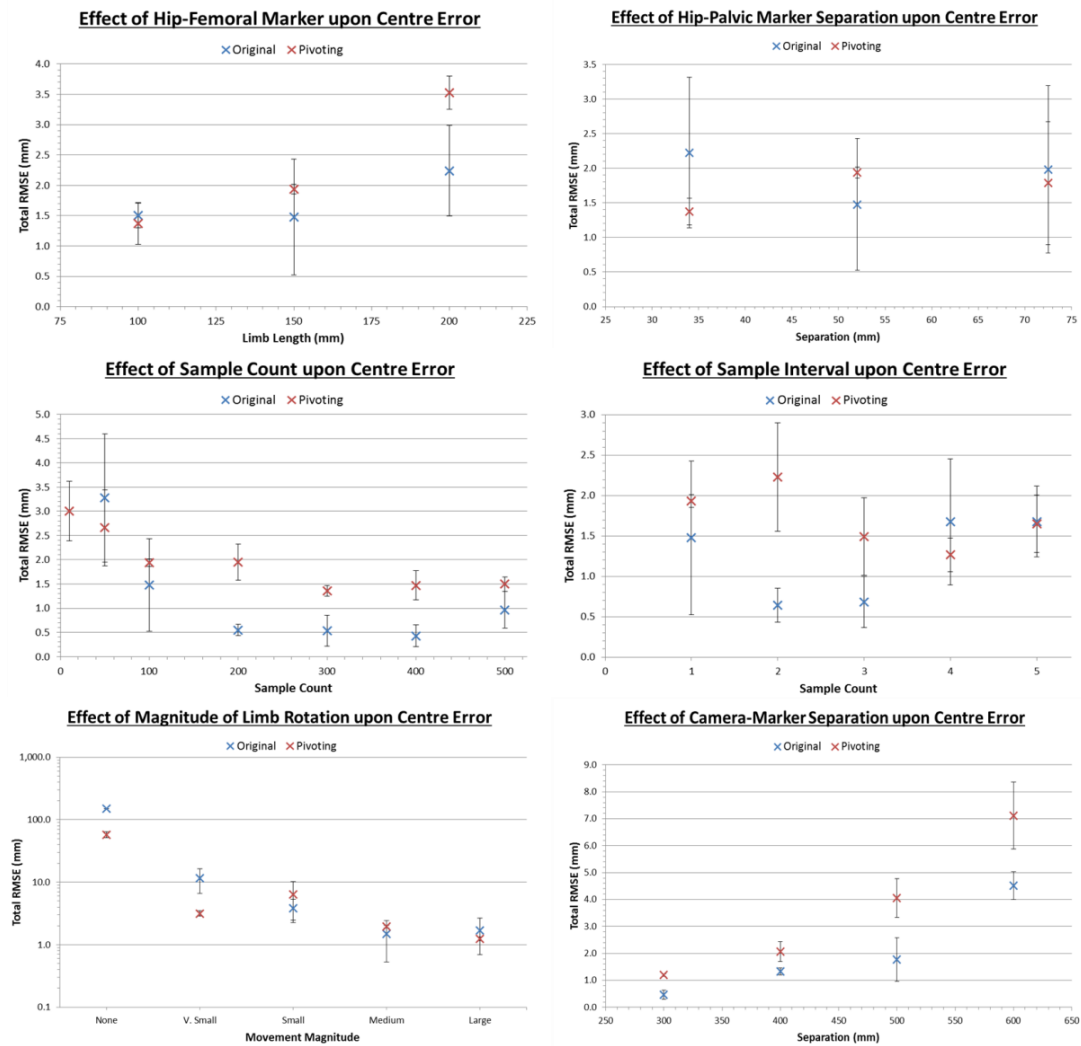 Effect of Hip-Femoral Marker upon Centre Error
Original Pivoting
4.0
3.5
3.0
2.5
2.0
1.5
1.0
0.5
0.0
Total RMSE (mm)
75 100 125 150 175 200 225
Limb Length (mm)
Effect of Hip-Palvic Marker Separation upon Centre Error
Original Pivoting
3.5
3.0
2.5
2.0
1.5
1.0
0.5
0.0
Total RMSE (mm)
25 30 35 40 45 50 55 60 65 70 75
Separation (mm)
Effect of Sample Count upon Centre Error
Original Pivoting
5.0
4.5
4.0
3.5
3.0
2.5
2.0
1.5
1.0
0.5
0.0
Total RMSE (mm)
0 100 200 300 400 500
Sample Count
Effect of Sample Interval upon Centre Error
Original Pivoting
3.0
2.5
2.0
1.5
1.0
0.5
0.0
Total RMSE (mm)
0 1 2 3 4 5
Sample Count
Effect of Magnitude of Limb Rotation upon Centre Error
Original Pivoting
1,000.0
100.0
10.0
1.0
0.1
Total RMSE (mm)
None V. Small Small Medium Large
Movement Magnitude
Effect of Camera-Marker Separation upon Centre Error
Original Pivoting
9.0
8.0
7.0
6.0
5.0
4.0
3.0
2.0
1.0
0.0
Total RMSE (mm)
250 300 350 400 450 500 550 600 650
Separation (mm)